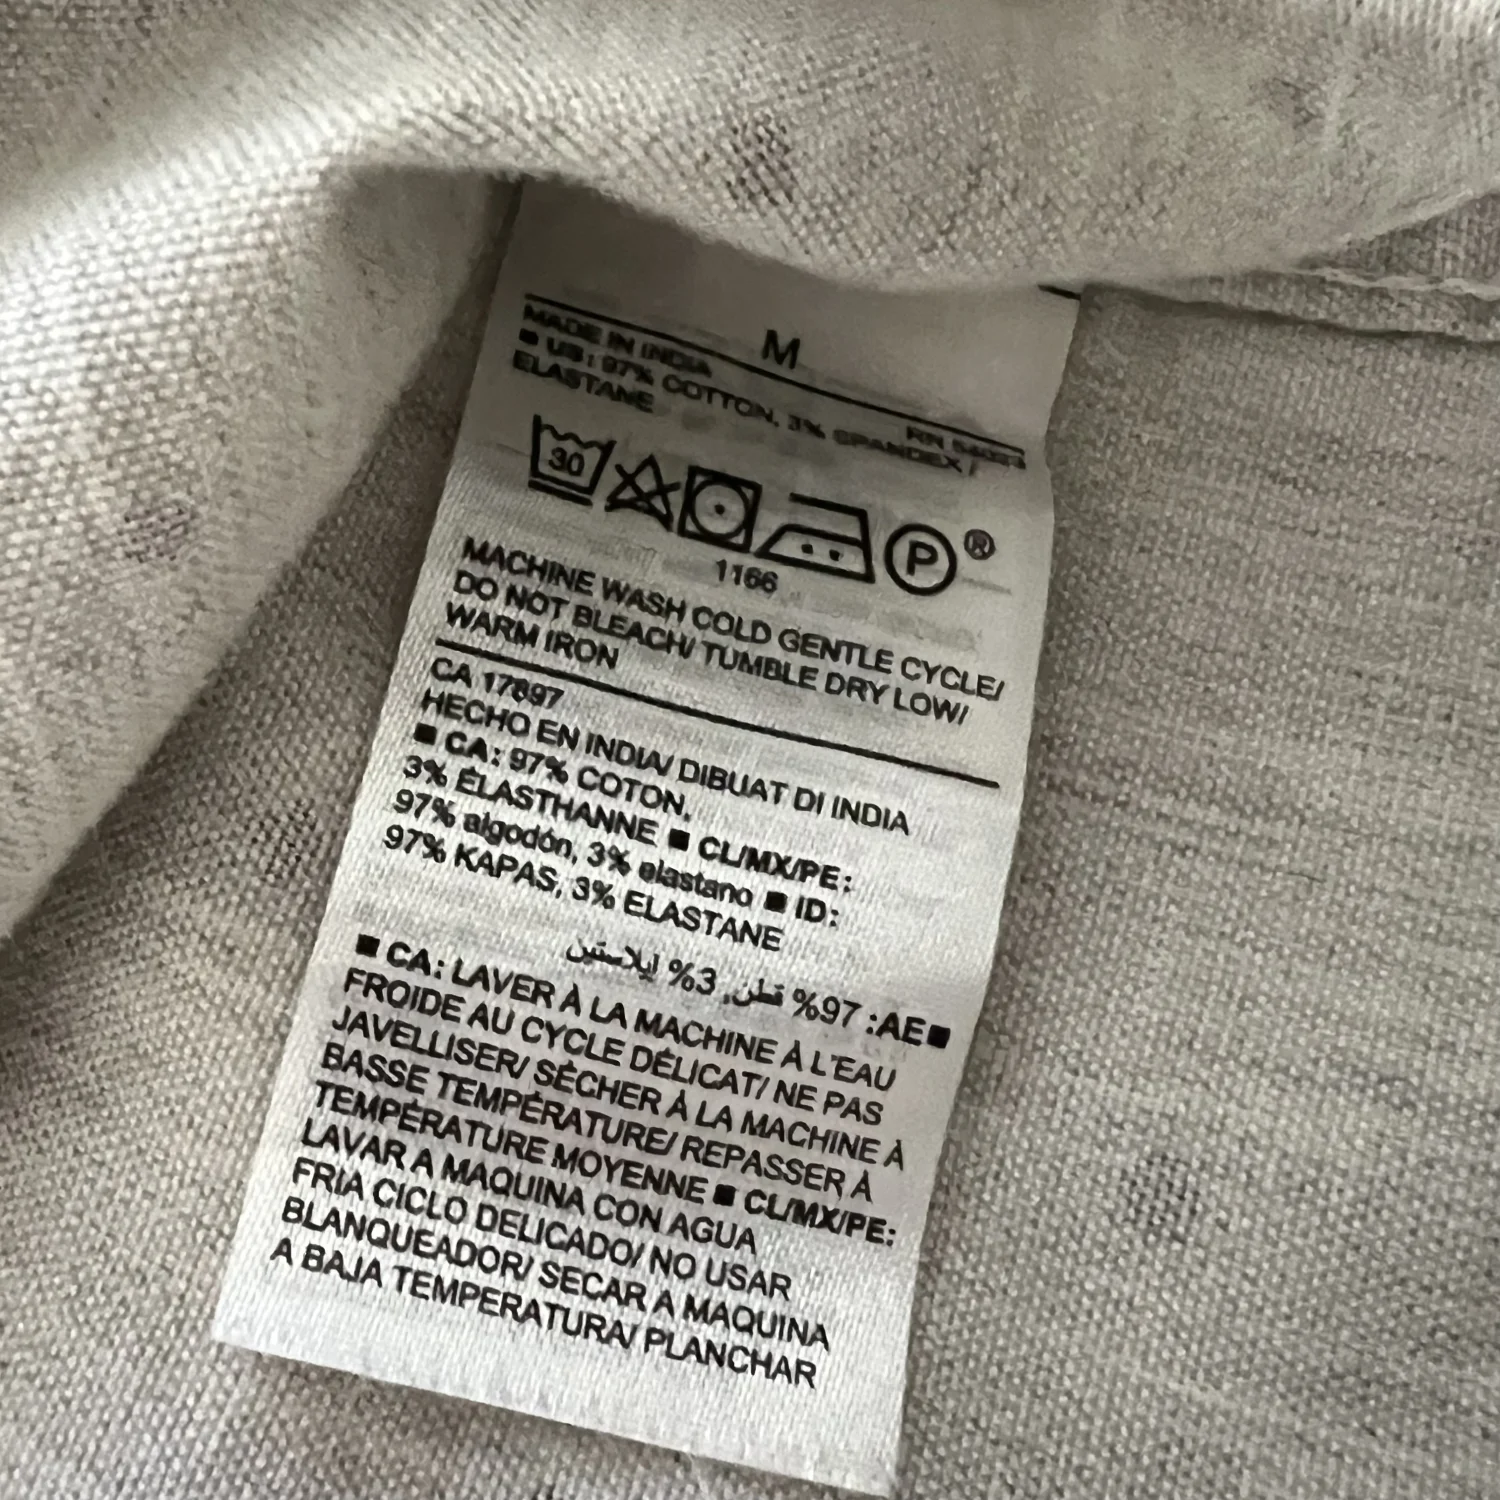 M
MADE IN INDIA
■ US: 97% COTTON, 3% SPANDEX /
ELASTANE
30
P ®
1166
MACHINE WASH COLD GENTLE CYCLE/
DO NOT BLEACH/ TUMBLE DRY LOW/
WARM IRON
CA 17897
HECHO EN INDIA/ DIBUAT DI INDIA
■ CA: 97% COTON,
3% ÉLASTHANNE ■ CL/MX/PE:
97% algodón, 3% elastano ■ ID:
97% KAPAS, 3% ELASTANE
■AE: 97% قطن, 3% إيلاستين
■ CA: LAVER À LA MACHINE À L'EAU
FROIDE AU CYCLE DÉLICAT/ NE PAS
JAVELLISER/ SÉCHER À LA MACHINE À
BASSE TEMPÉRATURE/ REPASSER À
TEMPÉRATURE MOYENNE ■ CL/MX/PE:
LAVAR A MAQUINA CON AGUA
FRIA CICLO DELICADO/ NO USAR
BLANQUEADOR/ SECAR A MAQUINA
A BAJA TEMPERATURA/ PLANCHAR